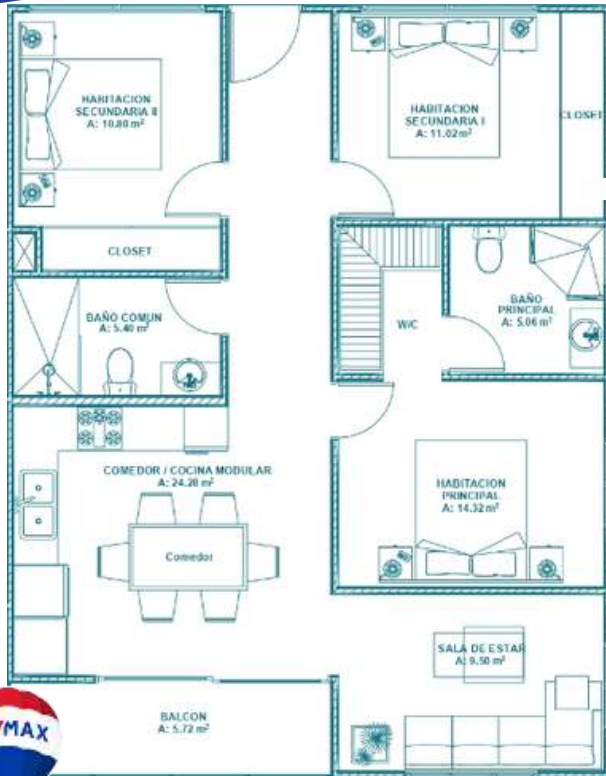 HABITACION
SECUNDARIA II
A: 10.80 m²
HABITACION
SECUNDARIA I
A: 11.02 m²
CLOSET
CLOSET
BAÑO COMUN
A: 5.40 m²
W/C
BAÑO
PRINCIPAL
A: 5.06 m²
COMEDOR / COCINA MODULAR
A: 24.28 m²
Comedor
HABITACION
PRINCIPAL
A: 14.32 m²
SALA DE ESTAR
A: 9.50 m²
BALCON
A: 5.72 m²
/MAX